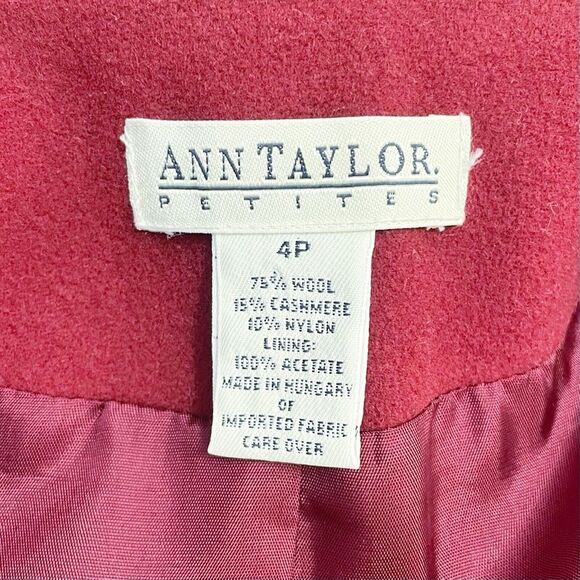 ANN TAYLOR.
PETITES
4P
75% WOOL
15% CASHMERE
10% NYLON
LINING:
100% ACETATE
MADE IN HUNGARY
OF
IMPORTED FABRIC
CARE OVER